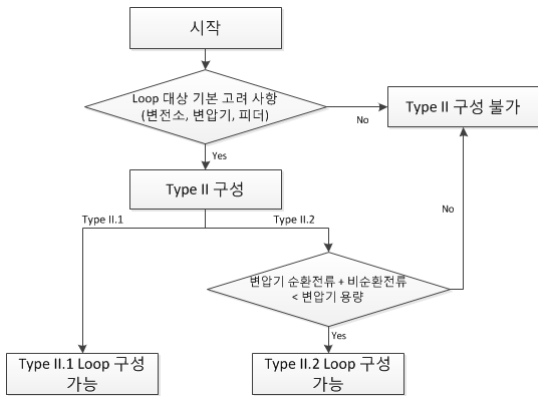 시작
Loop 대상 기본 고려 사항
(변전소, 변압기, 피더)
No
Type II 구성 불가
Yes
Type II 구성
No
Type II.1
Type II.2
변압기 순환전류 + 비순환전류
< 변압기 용량
Yes
Type II.1 Loop 구성
가능
Type II.2 Loop 구성
가능